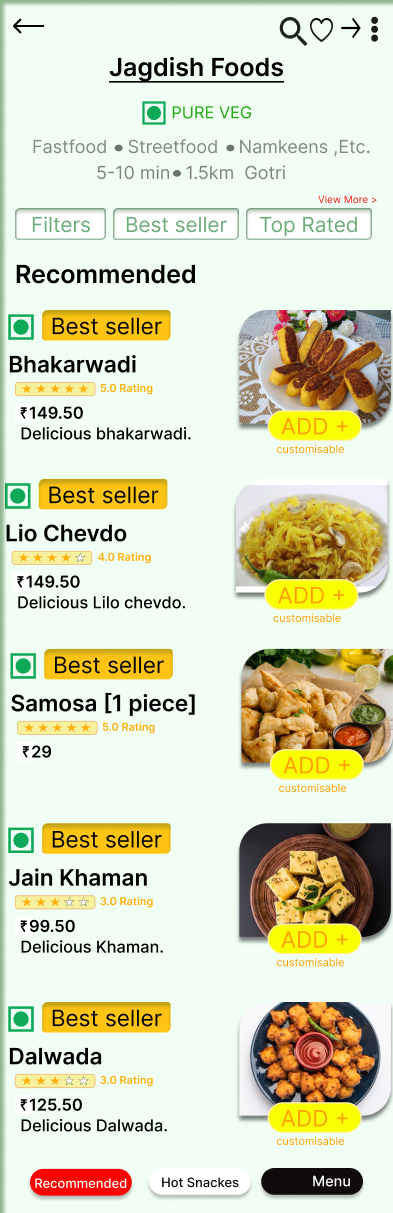 Jagdish Foods
PURE VEG
Fastfood ● Streetfood ● Namkeens ,Etc.
5-10 min● 1.5km Gotri
View More >
Filters Best seller Top Rated
Recommended
Best seller
Bhakarwadi
5.0 Rating
₹149.50
Delicious bhakarwadi.
ADD +
customisable
Best seller
Lio Chevdo
4.0 Rating
₹149.50
Delicious Lilo chevdo.
ADD +
customisable
Best seller
Samosa [1 piece]
5.0 Rating
₹29
ADD +
customisable
Best seller
Jain Khaman
3.0 Rating
₹99.50
Delicious Khaman.
ADD +
customisable
Best seller
Dalwada
3.0 Rating
₹125.50
Delicious Dalwada.
ADD +
customisable
Recommended Hot Snackes Menu